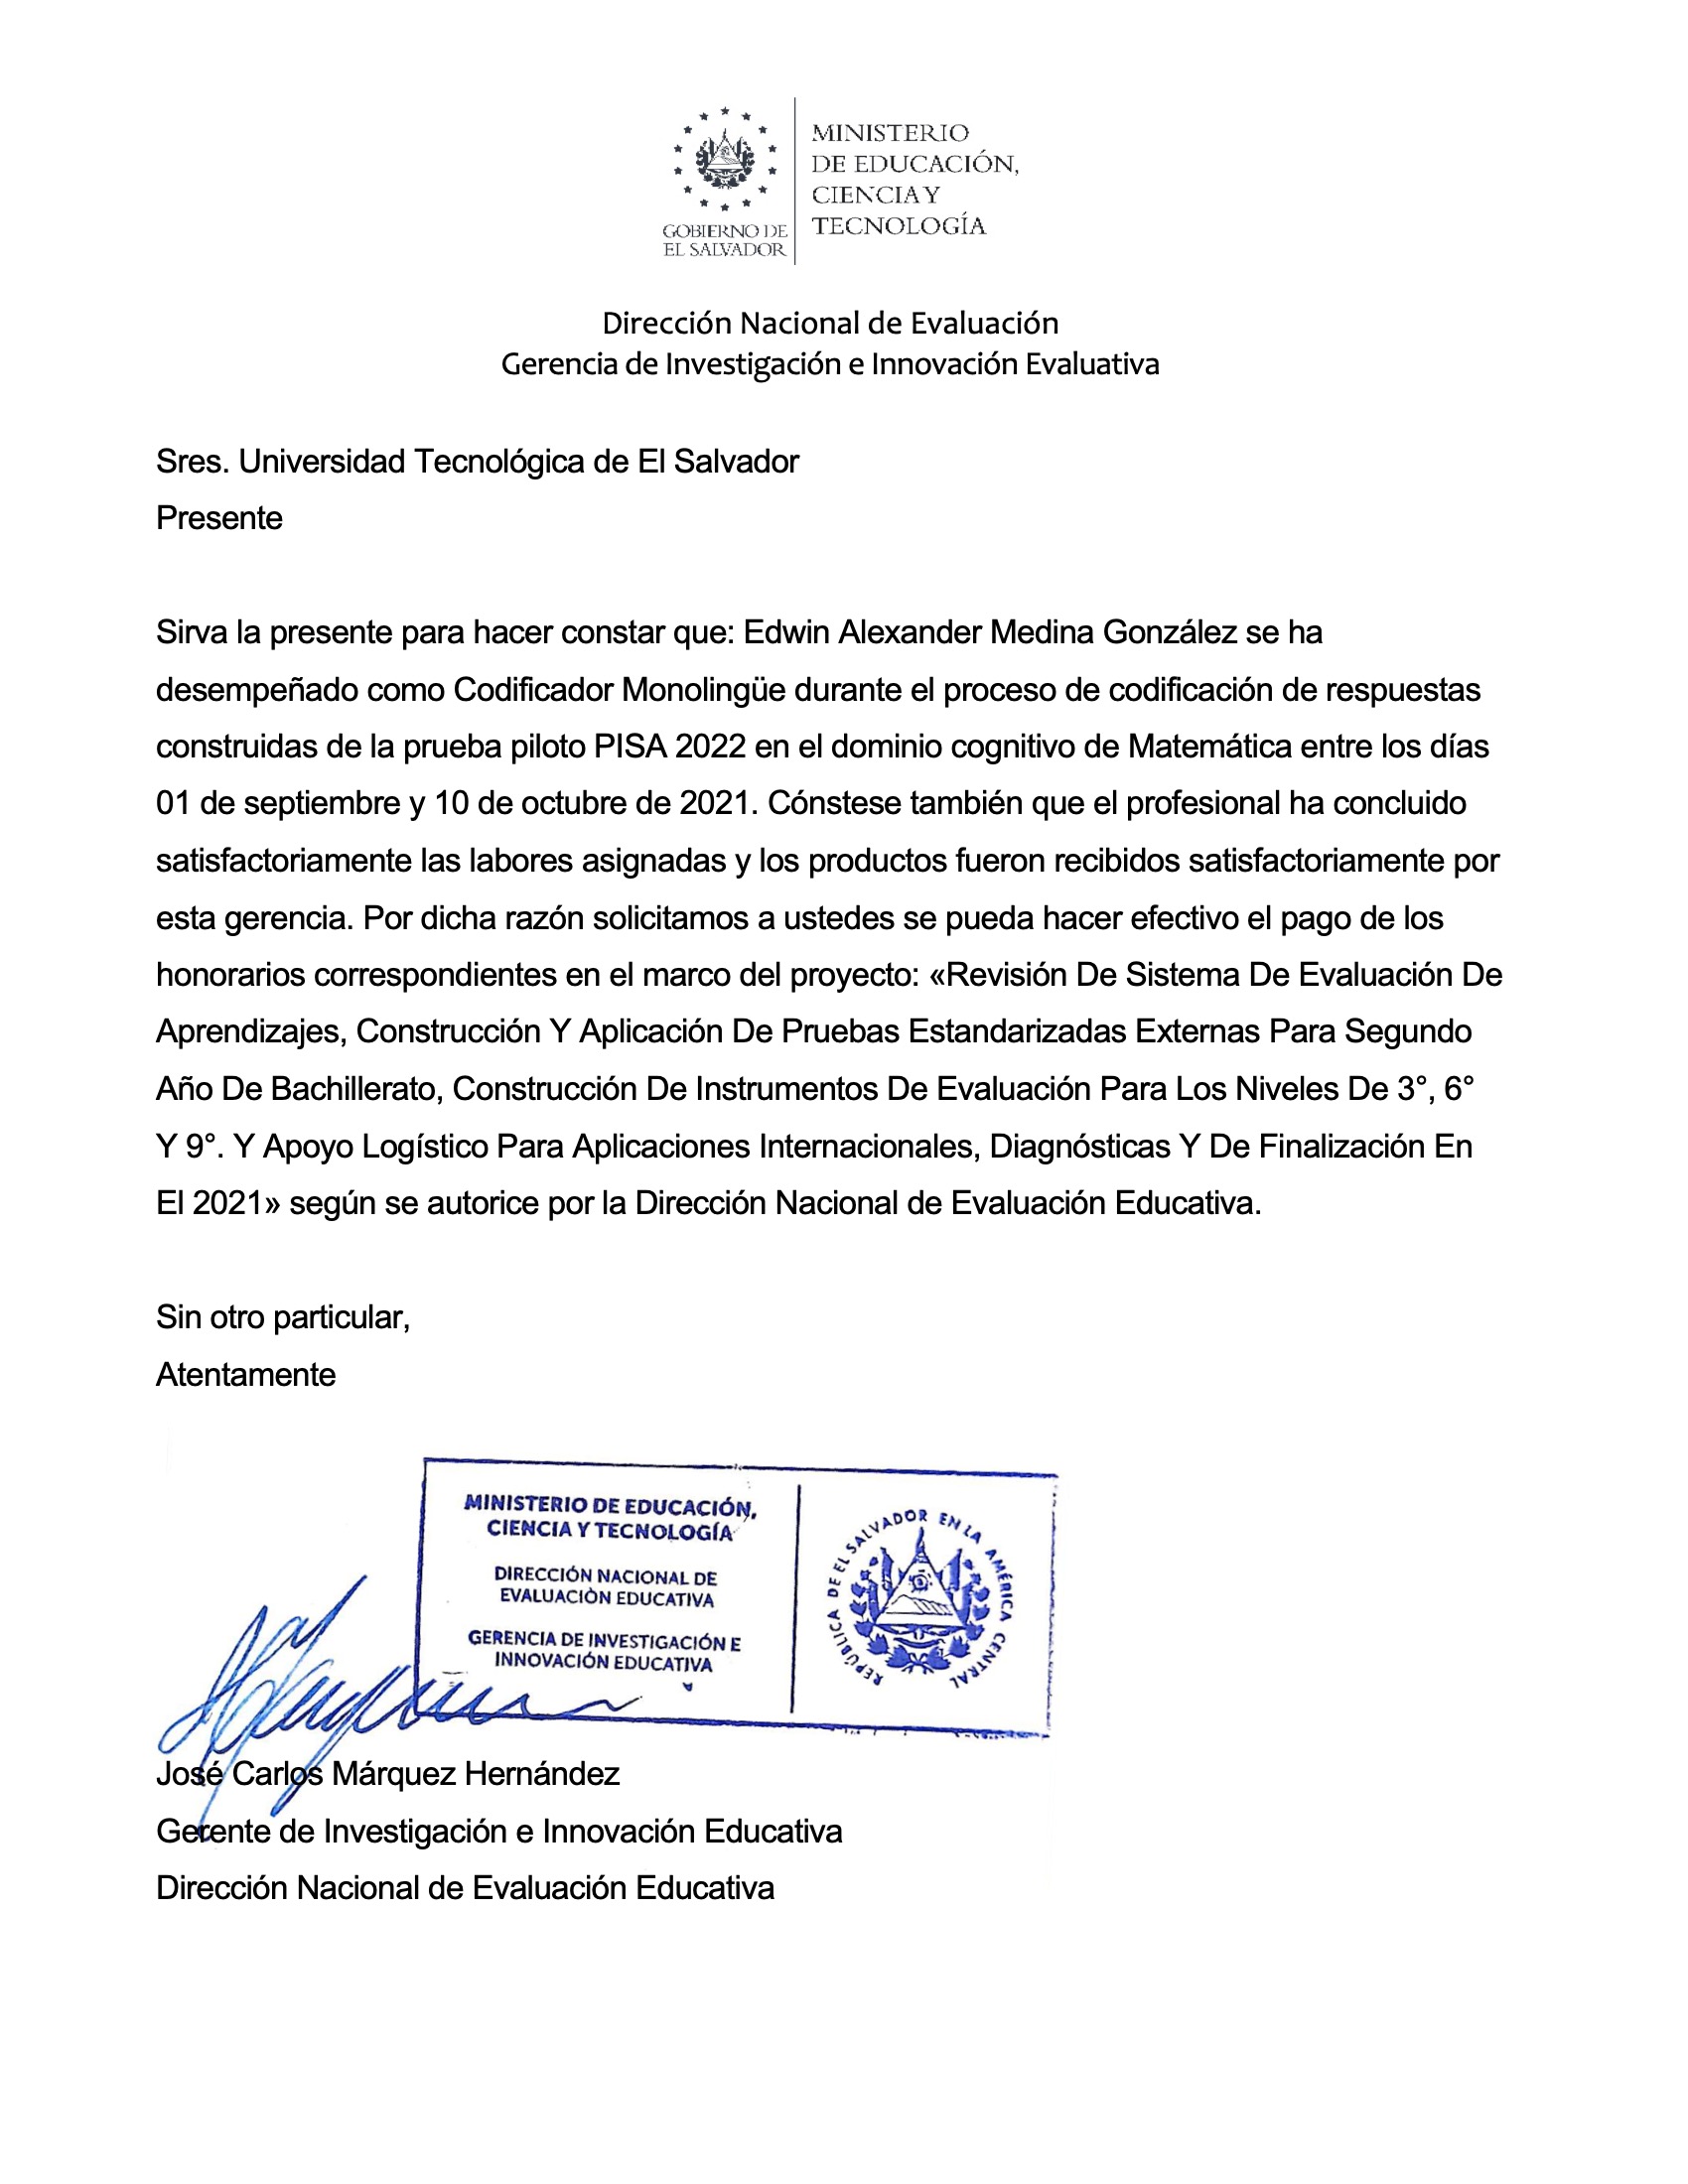 MINISTERIO
DE EDUCACIÓN,
CIENCIA Y
TECNOLOGÍA
GOBIERNO DE
EL SALVADOR
Dirección Nacional de Evaluación
Gerencia de Investigación e Innovación Evaluativa
Sres. Universidad Tecnológica de El Salvador
Presente
Sirva la presente para hacer constar que: Edwin Alexander Medina González se ha
desempeñado como Codificador Monolingüe durante el proceso de codificación de respuestas
construidas de la prueba piloto PISA 2022 en el dominio cognitivo de Matemática entre los días
01 de septiembre y 10 de octubre de 2021. Cónstese también que el profesional ha concluido
satisfactoriamente las labores asignadas y los productos fueron recibidos satisfactoriamente por
esta gerencia. Por dicha razón solicitamos a ustedes se pueda hacer efectivo el pago de los
honorarios correspondientes en el marco del proyecto: «Revisión De Sistema De Evaluación De
Aprendizajes, Construcción Y Aplicación De Pruebas Estandarizadas Externas Para Segundo
Año De Bachillerato, Construcción De Instrumentos De Evaluación Para Los Niveles De 3°, 6°
Y 9°. Y Apoyo Logístico Para Aplicaciones Internacionales, Diagnósticas Y De Finalización En
El 2021» según se autorice por la Dirección Nacional de Evaluación Educativa.
Sin otro particular,
Atentamente
MINISTERIO DE EDUCACIÓN,
CIENCIA Y TECNOLOGÍA
DIRECCIÓN NACIONAL DE
EVALUACIÓN EDUCATIVA
GERENCIA DE INVESTIGACIÓN E
INNOVACIÓN EDUCATIVA
REPÚBLICA DE EL SALVADOR EN LA AMÉRICA CENTRAL
José Carlos Márquez Hernández
Gerente de Investigación e Innovación Educativa
Dirección Nacional de Evaluación Educativa